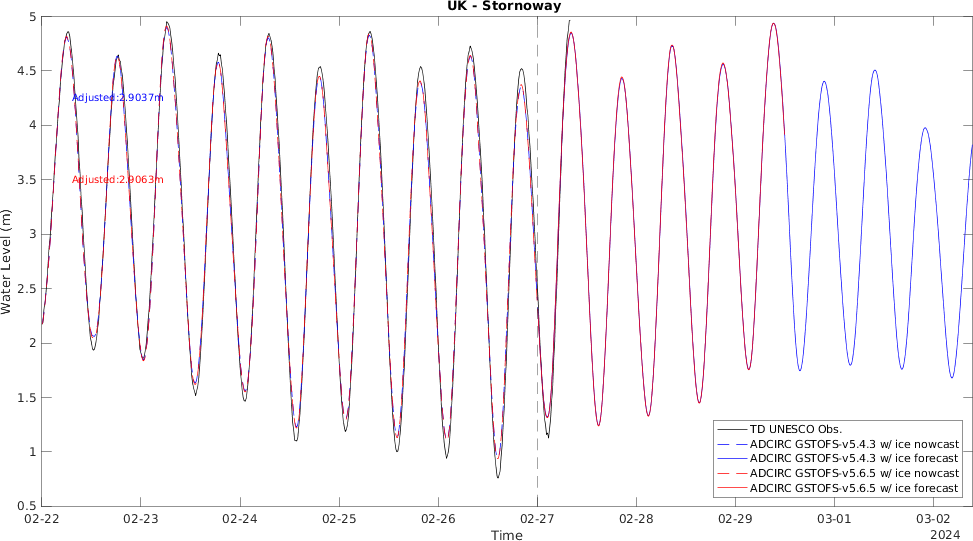 UK - Stornoway
5
4.5
4
3.5
3
2.5
2
1.5
1
0.5
Water Level (m)
Adjusted:2.9037m
Adjusted:2.9063m
TD UNESCO Obs.
ADCIRC GSTOFS-v5.4.3 w/ ice nowcast
ADCIRC GSTOFS-v5.4.3 w/ ice forecast
ADCIRC GSTOFS-v5.6.5 w/ ice nowcast
ADCIRC GSTOFS-v5.6.5 w/ ice forecast
02-22 02-23 02-24 02-25 02-26 02-27 02-28 02-29 03-01 03-02
Time
2024